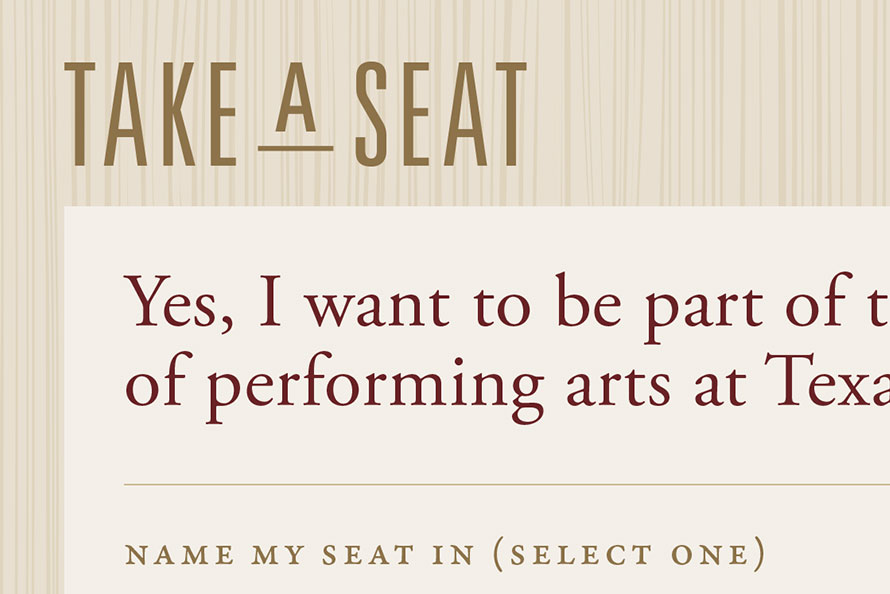 TAKE A SEAT
Yes, I want to be part of t
of performing arts at Texa
NAME MY SEAT IN (SELECT ONE)